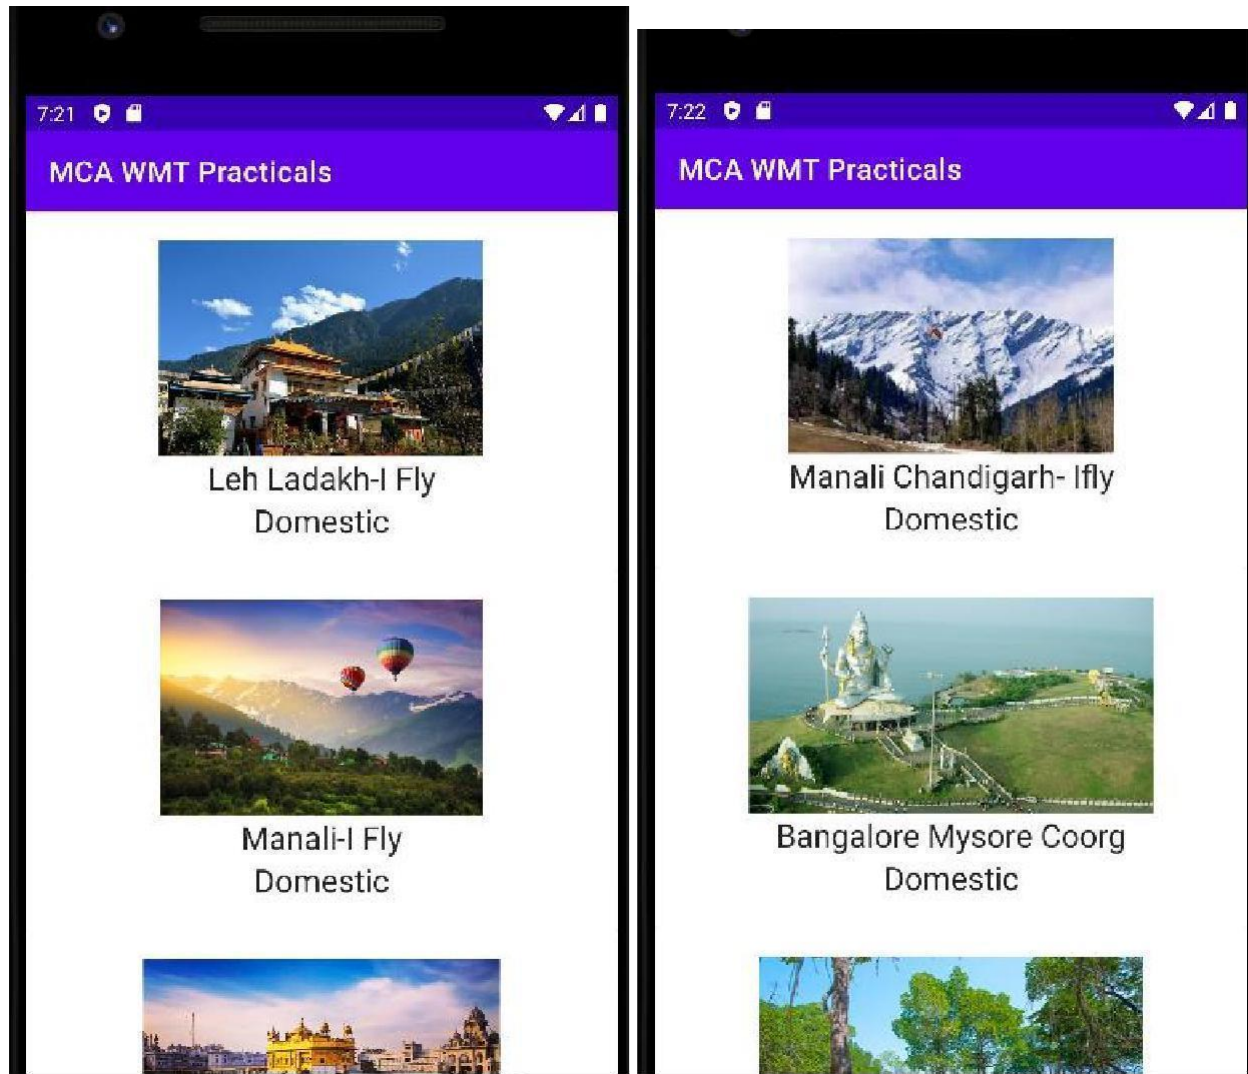 7:21
MCA WMT Practicals
Leh Ladakh-I Fly
Domestic
Manali-I Fly
Domestic
7:22
MCA WMT Practicals
Manali Chandigarh- Ifly
Domestic
Bangalore Mysore Coorg
Domestic